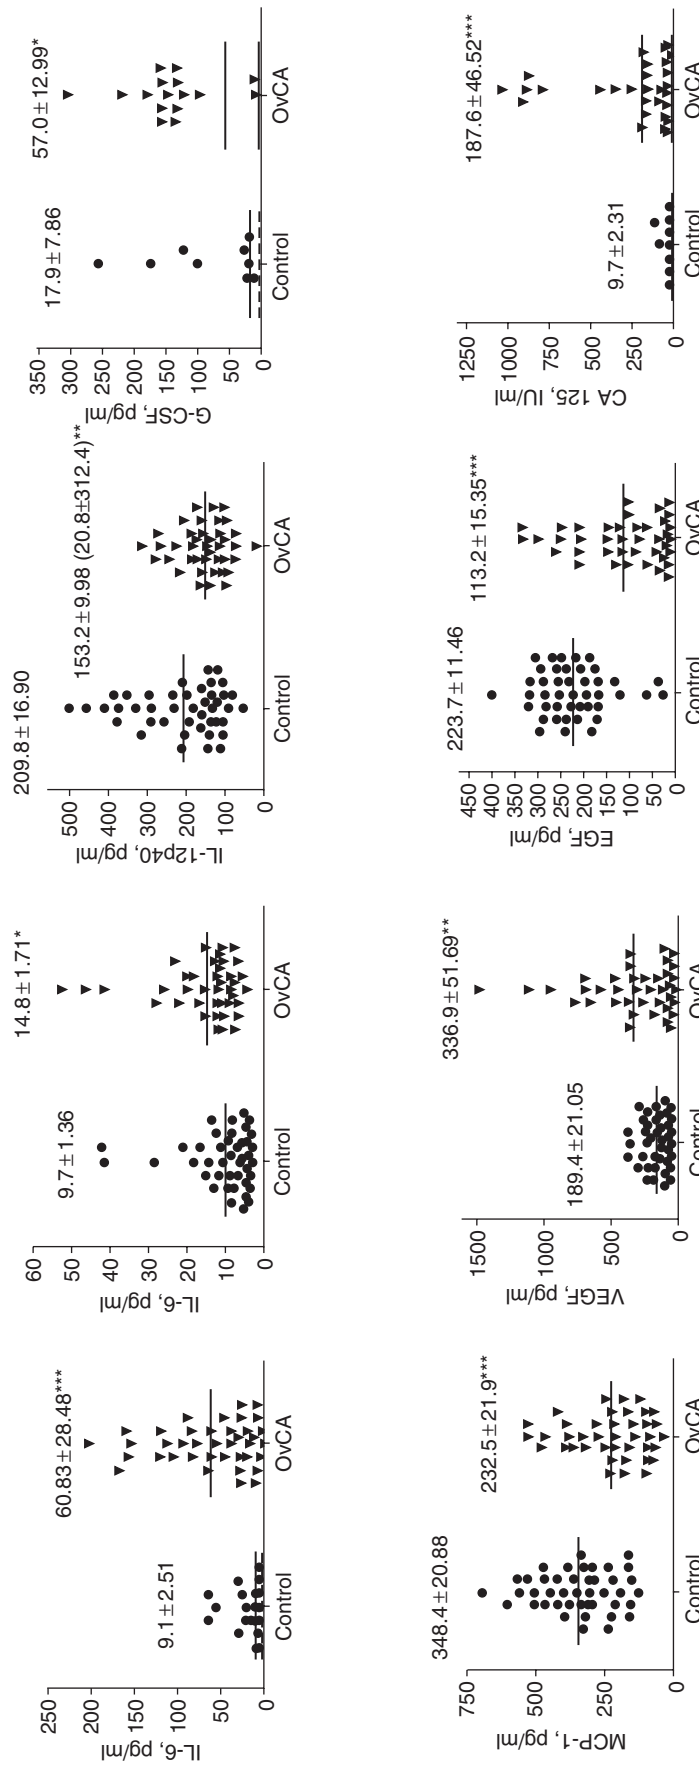 IL-6, pg/ml
250
200
150
100
50
0
9.1±2.51
60.83±28.48***
Control
OvCA
IL-6, pg/ml
60
50
40
30
20
10
0
9.7±1.36
14.8±1.71*
Control
OvCA
IL-12p40, pg/ml
500
400
300
200
100
0
209.8±16.90
153.2±9.98 (20.8±312.4)**
Control
OvCA
G-CSF, pg/ml
350
300
250
200
150
100
50
0
17.9±7.86
57.0±12.99*
Control
OvCA
MCP-1, pg/ml
750
500
250
0
348.4±20.88
232.5±21.9***
Control
OvCA
VEGF, pg/ml
1500
1000
500
0
189.4±21.05
336.9±51.69**
Control
OvCA
EGF, pg/ml
450
400
350
300
250
200
150
100
50
0
223.7±11.46
113.2±15.35***
Control
OvCA
CA 125, IU/ml
1250
1000
750
500
250
0
9.7±2.31
187.6±46.52***
Control
OvCA